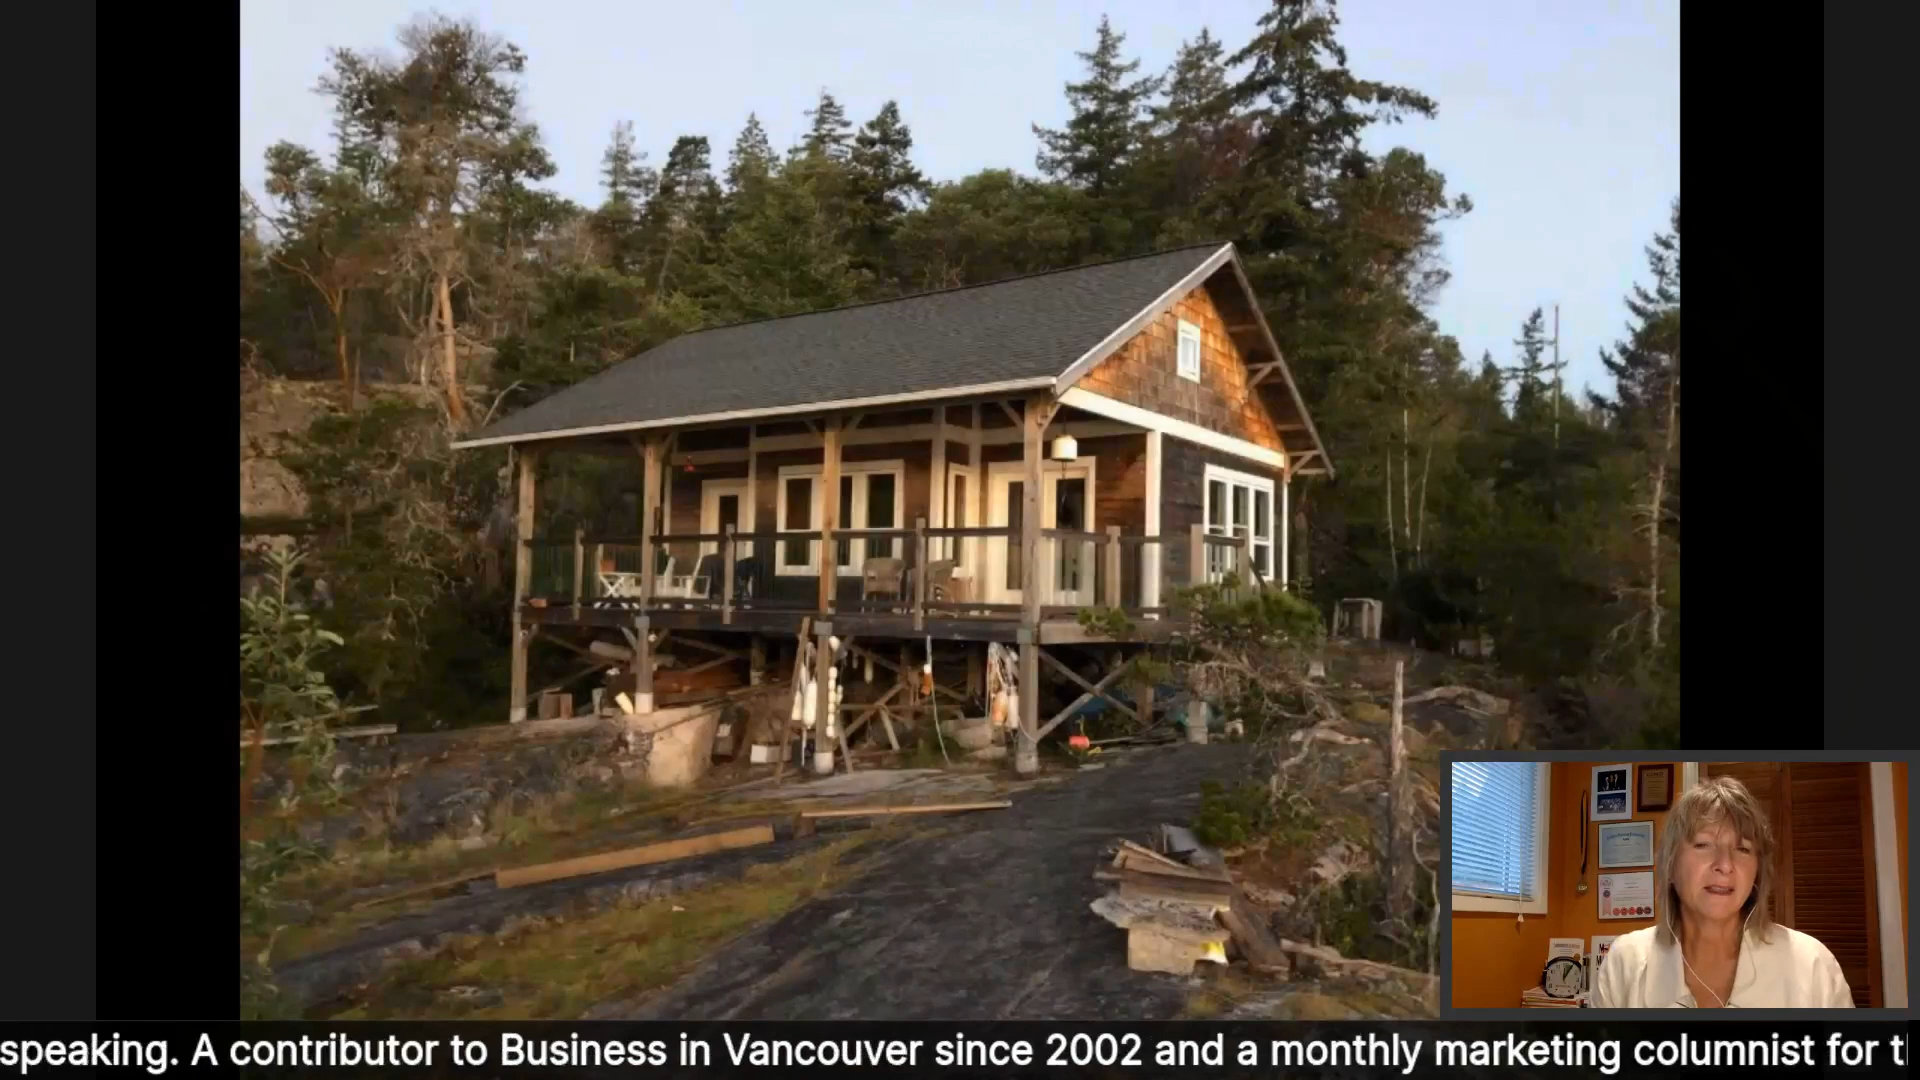 speaking. A contributor to Business in Vancouver since 2002 and a monthly marketing columnist for t